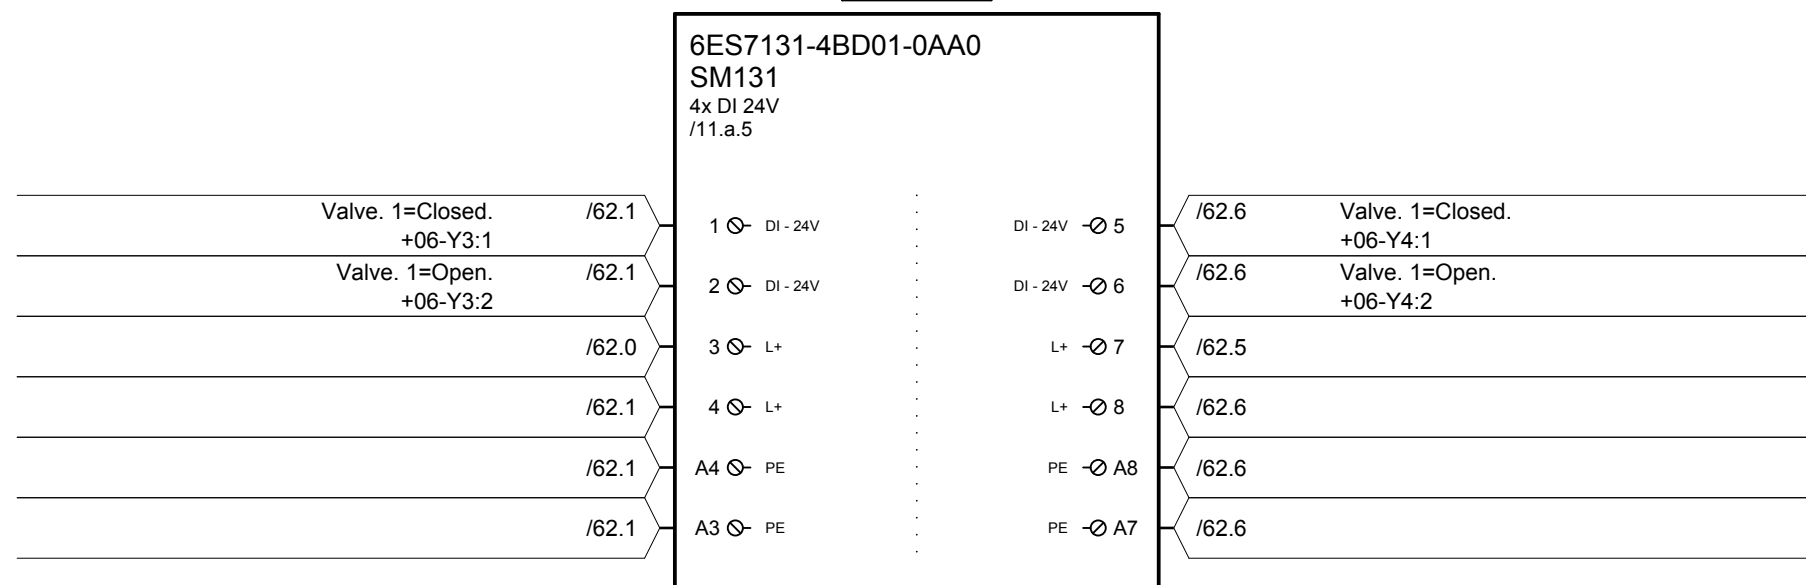 6ES7131-4BD01-0AA0
SM131
4x DI 24V
/11.a.5
Valve. 1=Closed. /62.1 1 DI - 24V DI - 24V 5 /62.6 Valve. 1=Closed.
+06-Y3:1 +06-Y4:1
Valve. 1=Open. /62.1 2 DI - 24V DI - 24V 6 /62.6 Valve. 1=Open.
+06-Y3:2 +06-Y4:2
/62.0 3 L+ L+ 7 /62.5
/62.1 4 L+ L+ 8 /62.6
/62.1 A4 PE PE A8 /62.6
/62.1 A3 PE PE A7 /62.6